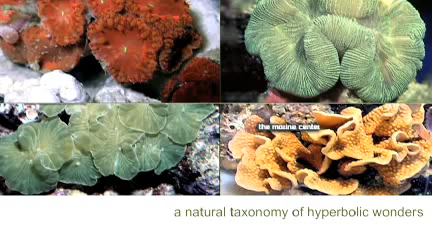 the marine center
a natural taxonomy of hyperbolic wonders